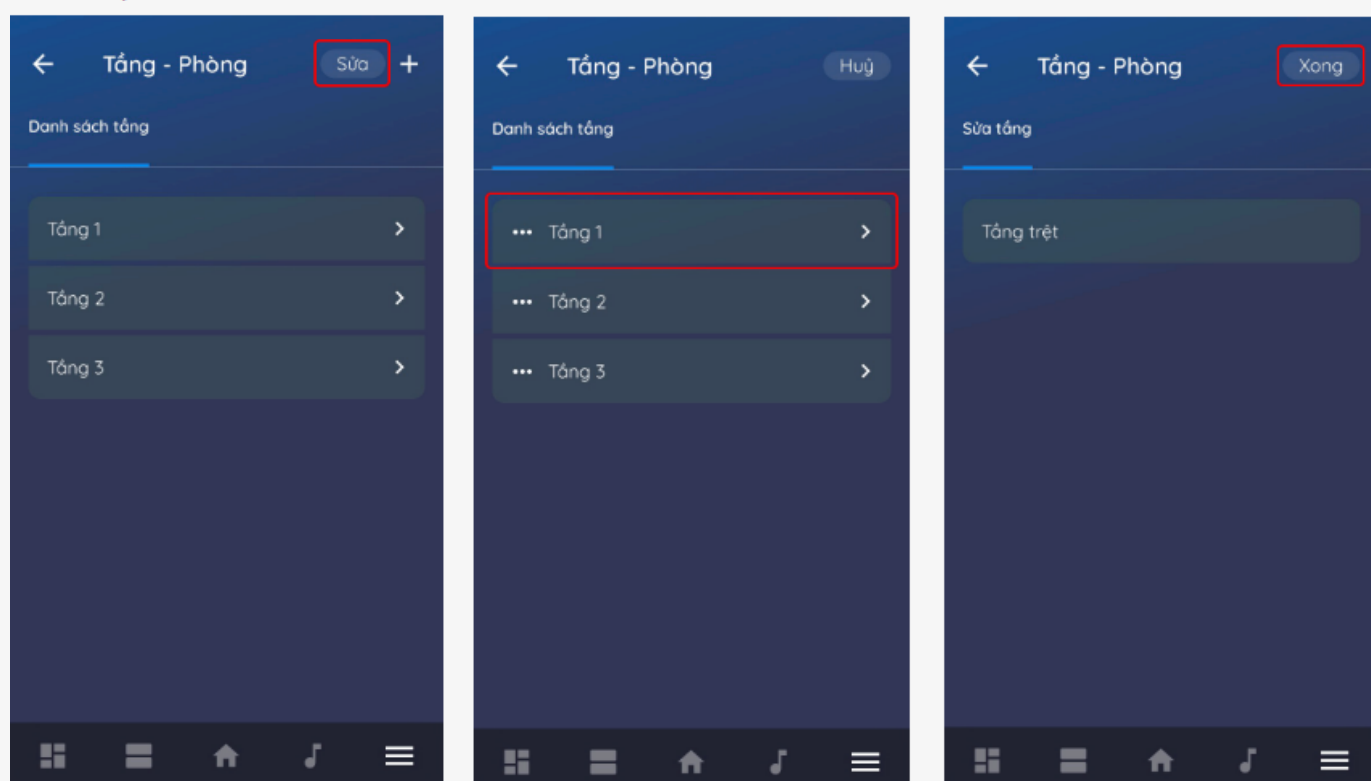 Tầng - Phòng
Sửa
Danh sách tầng
Tầng 1
Tầng 2
Tầng 3
Tầng - Phòng
Huỷ
Danh sách tầng
Tầng 1
Tầng 2
Tầng 3
Tầng - Phòng
Xong
Sửa tầng
Tầng trệt